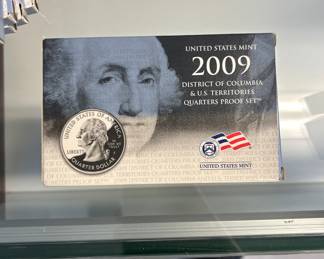 UNITED STATES MINT
2009
DISTRICT OF COLUMBIA
& U.S. TERRITORIES
QUARTERS PROOF SET™
UNITED STATES OF AMERICA
LIBERTY
QUARTER DOLLAR
UNITED STATES MINT